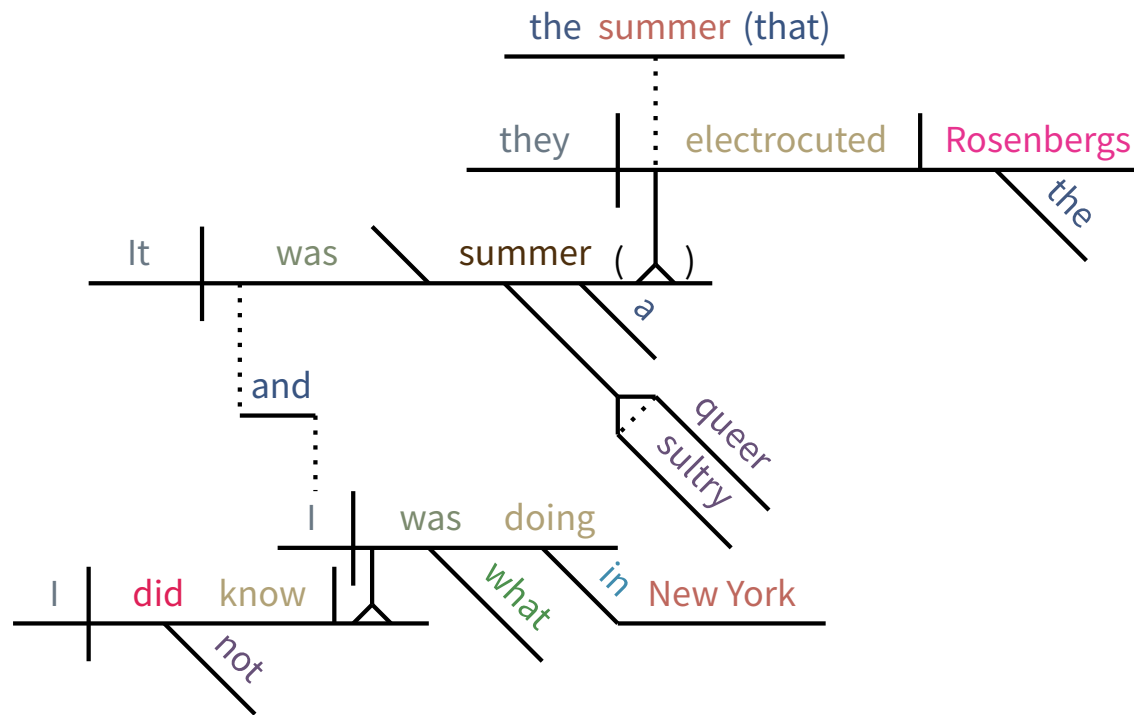 the summer (that)
they electrocuted Rosenbergs
the
It was summer ( )
a
and
queer
sultry
I was doing
what
in New York
I did know
not